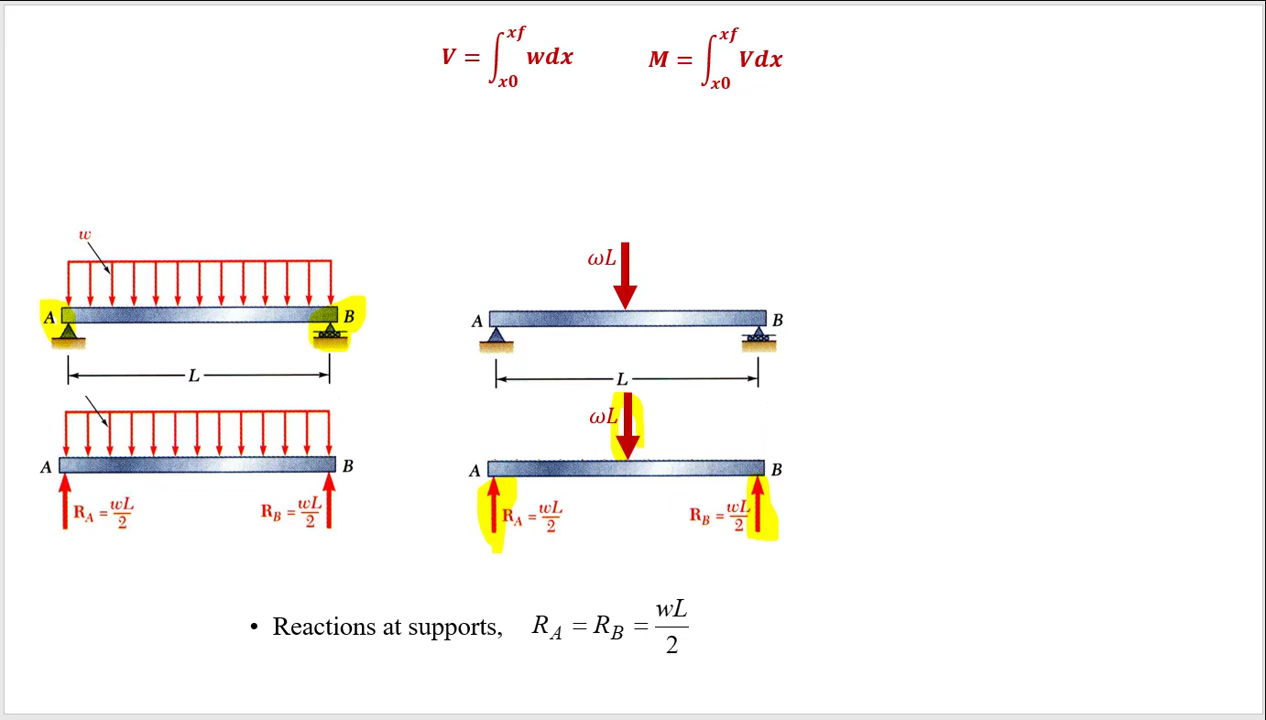 V = ∫_{x0}^{xf} wdx M = ∫_{x0}^{xf} Vdx
w
A B
L
A B
R_A = wL/2 R_B = wL/2
ωL
A B
L
ωL
A B
R_A = wL/2 R_B = wL/2
• Reactions at supports, R_A = R_B = wL/2